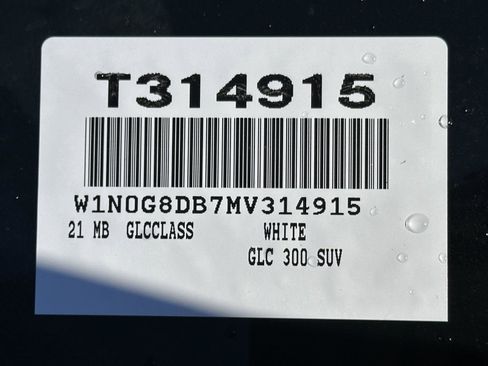 T314915
W1N0G8DB7MV314915
21 MB GLCCLASS WHITE
GLC 300 SUV